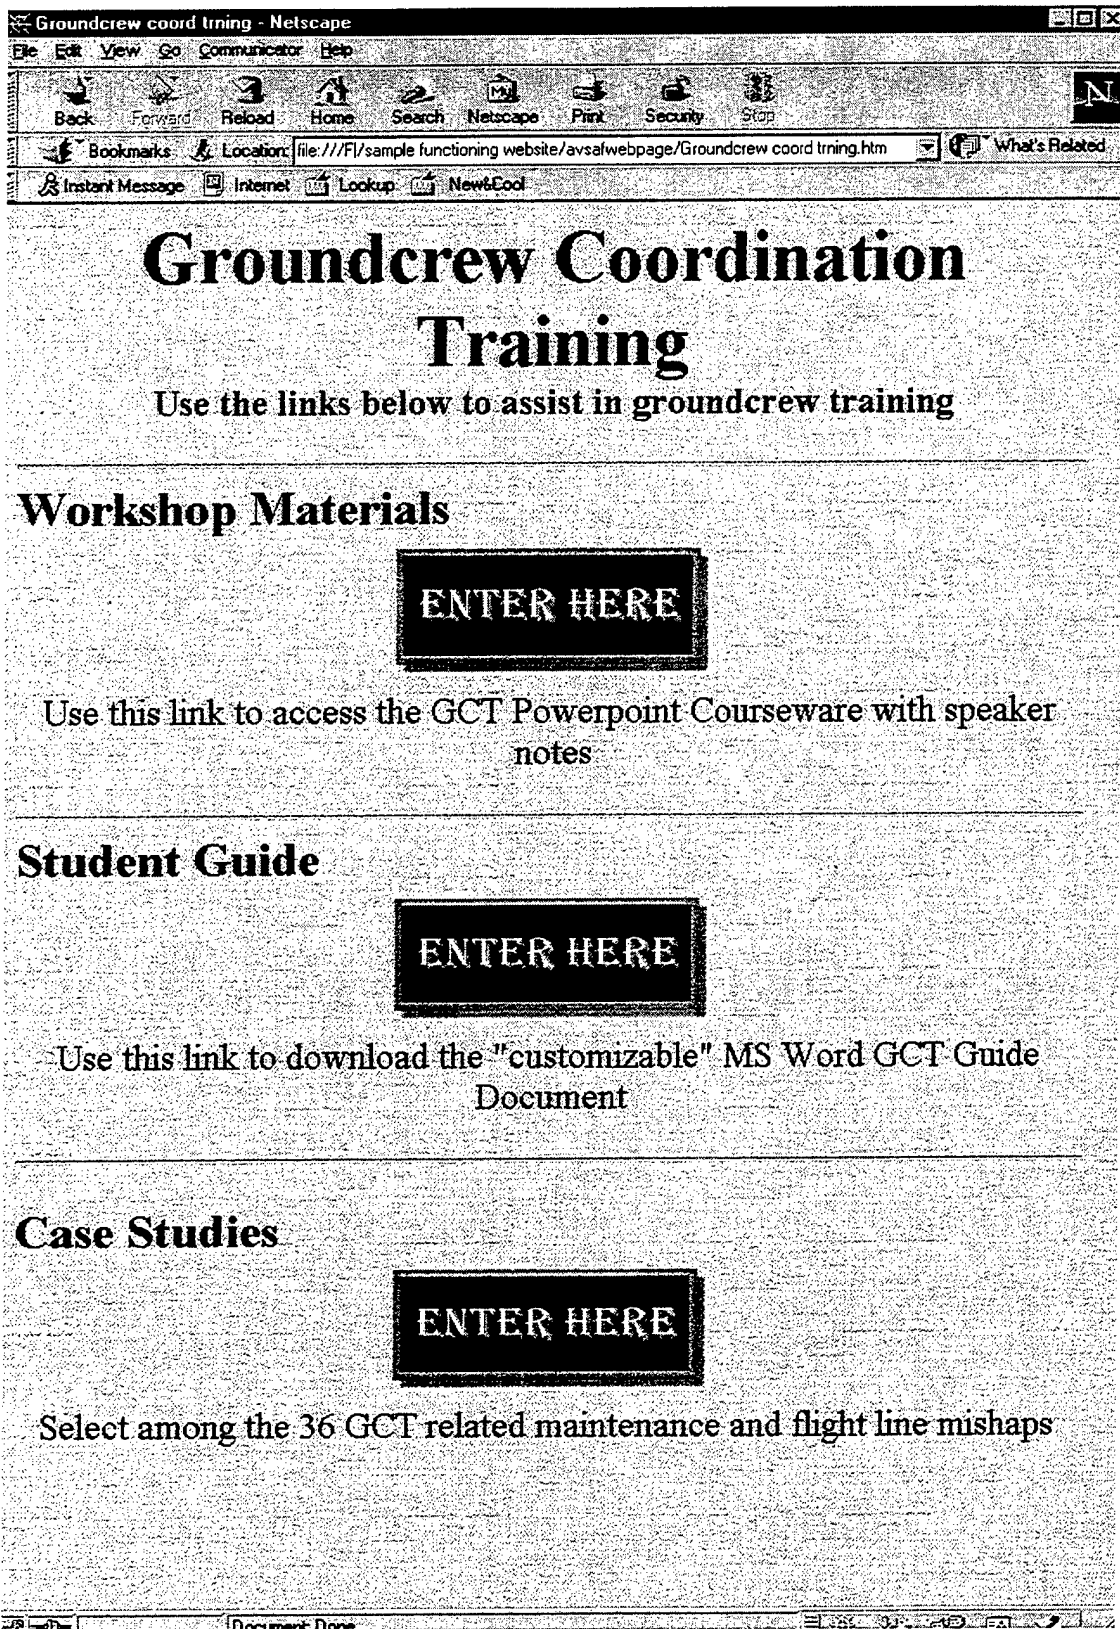 Groundcrew coord trning - Netscape
File Edit View Go Communicator Help
Back Forward Reload Home Search Netscape Print Security Stop
Bookmarks Location: file:///F|/sample functioning website/avsafwebpage/Groundcrew coord trning.htm What's Related
Instant Message Internet Lookup New&Cool
Groundcrew Coordination
Training
Use the links below to assist in groundcrew training
Workshop Materials
ENTER HERE
Use this link to access the GCT Powerpoint Courseware with speaker
notes
Student Guide
ENTER HERE
Use this link to download the "customizable" MS Word GCT Guide
Document
Case Studies
ENTER HERE
Select among the 36 GCT related maintenance and flight line mishaps
Document: Done